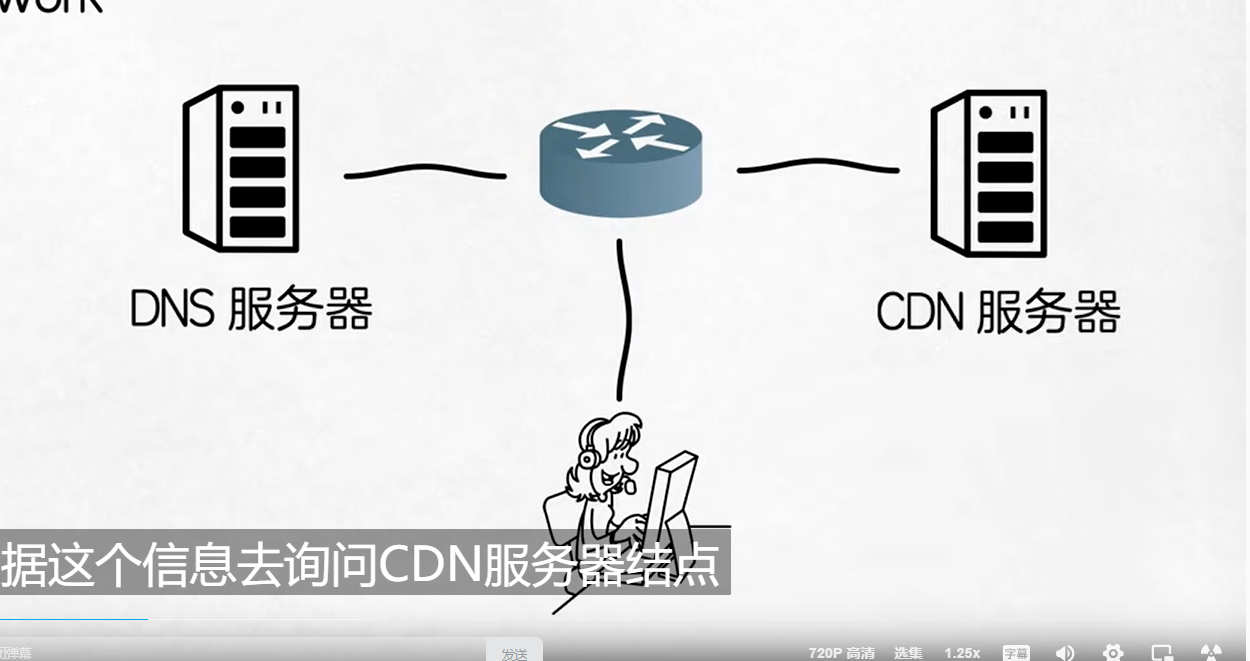 work
DNS 服务器
CDN 服务器
据这个信息去询问CDN服务器结点
弹幕
发送
720P 高清
选集
1.25x
字幕